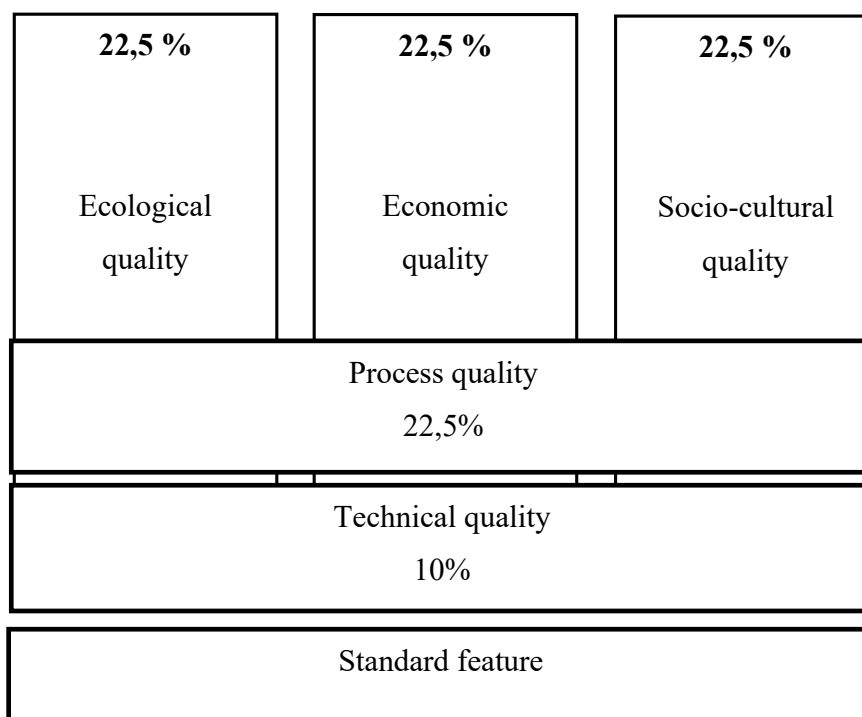 22,5 %
22,5 %
22,5 %
Ecological
quality
Economic
quality
Socio-cultural
quality
Process quality
22,5%
Technical quality
10%
Standard feature